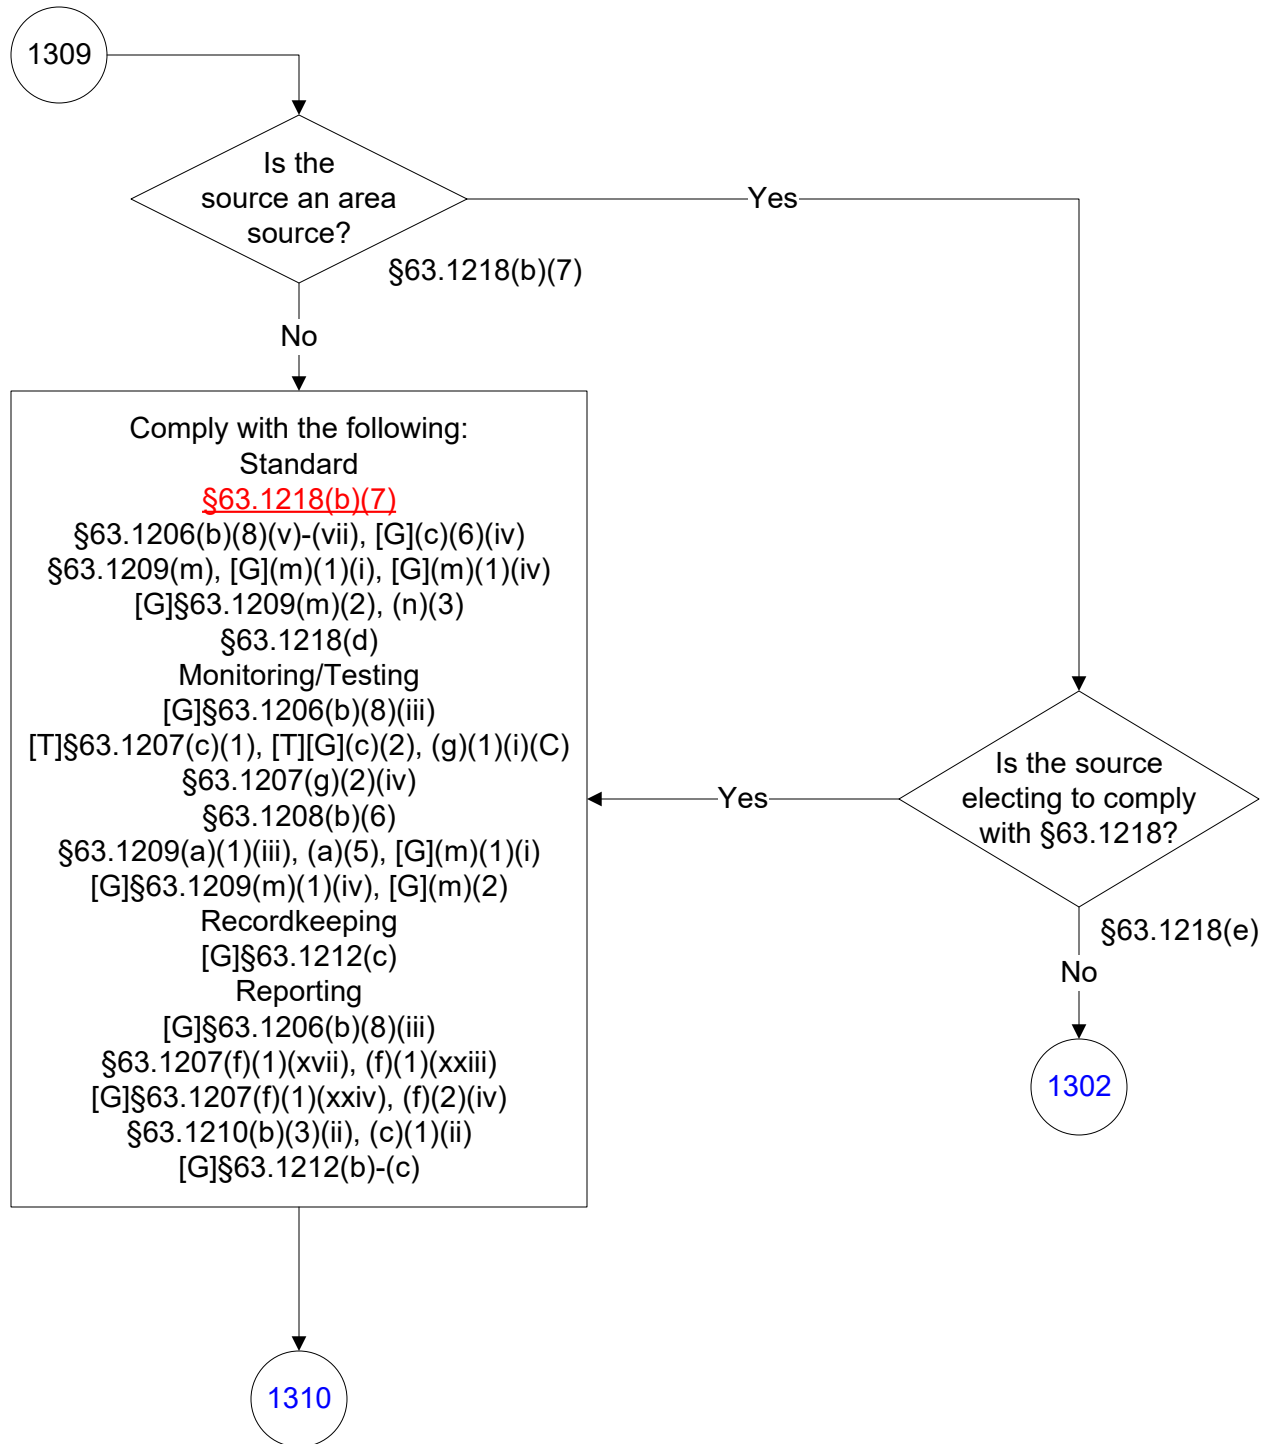 1309
Is the
source an area
source?
Yes
§63.1218(b)(7)
No
Comply with the following:
Standard
§63.1218(b)(7)
§63.1206(b)(8)(v)-(vii), [G](c)(6)(iv)
§63.1209(m), [G](m)(1)(i), [G](m)(1)(iv)
[G]§63.1209(m)(2), (n)(3)
§63.1218(d)
Monitoring/Testing
[G]§63.1206(b)(8)(iii)
[T]§63.1207(c)(1), [T][G](c)(2), (g)(1)(i)(C)
§63.1207(g)(2)(iv)
§63.1208(b)(6)
§63.1209(a)(1)(iii), (a)(5), [G](m)(1)(i)
[G]§63.1209(m)(1)(iv), [G](m)(2)
Recordkeeping
[G]§63.1212(c)
Reporting
[G]§63.1206(b)(8)(iii)
§63.1207(f)(1)(xvii), (f)(1)(xxiii)
[G]§63.1207(f)(1)(xxiv), (f)(2)(iv)
§63.1210(b)(3)(ii), (c)(1)(ii)
[G]§63.1212(b)-(c)
Yes
Is the source
electing to comply
with §63.1218?
§63.1218(e)
No
1302
1310